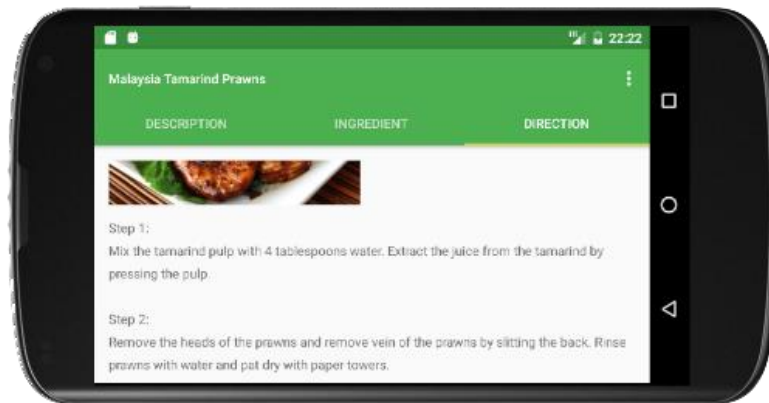 22:22
Malaysia Tamarind Prawns
DESCRIPTION INGREDIENT DIRECTION
Step 1:
Mix the tamarind pulp with 4 tablespoons water. Extract the juice from the tamarind by
pressing the pulp.
Step 2:
Remove the heads of the prawns and remove vein of the prawns by slitting the back. Rinse
prawns with water and pat dry with paper towers.